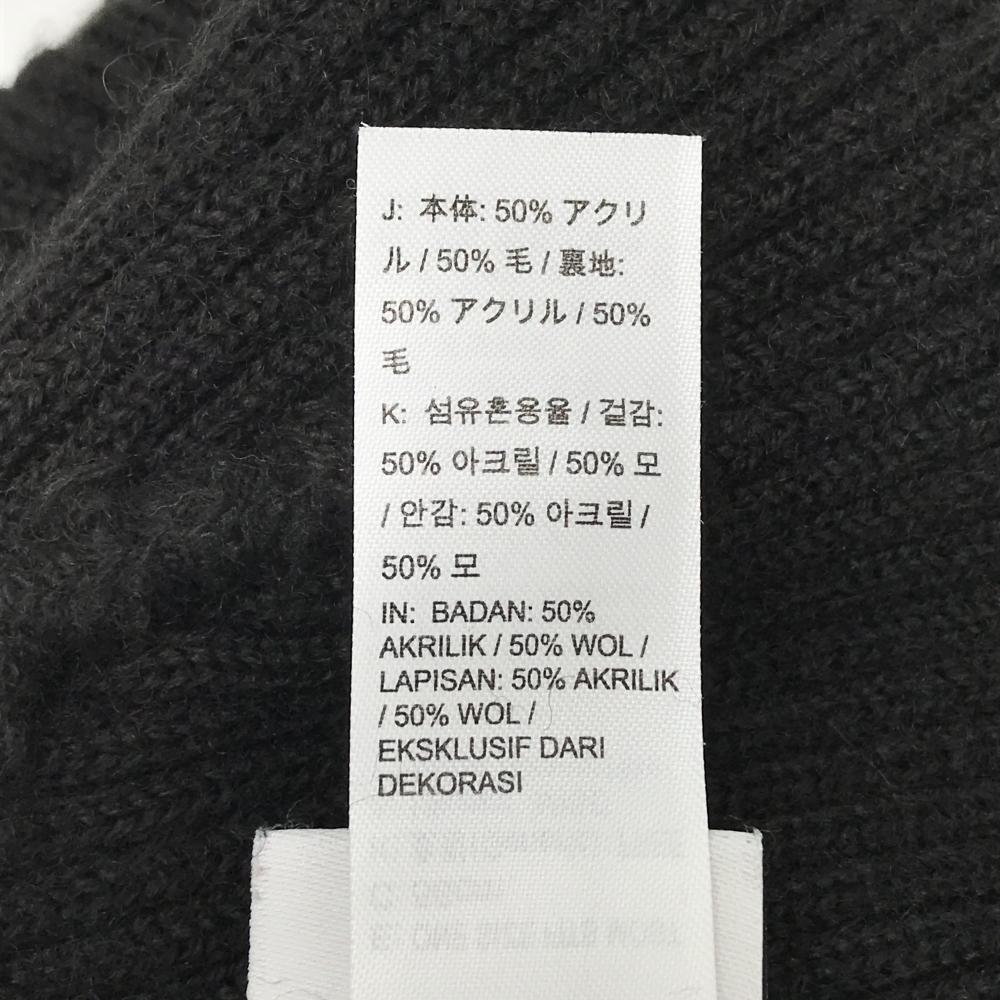 J: 本体: 50% アクリ
ル / 50% 毛 / 裏地:
50% アクリル / 50%
毛
K: 섬유혼용율 / 겉감:
50% 아크릴 / 50% 모
/ 안감: 50% 아크릴 /
50% 모
IN: BADAN: 50%
AKRILIK / 50% WOL /
LAPISAN: 50% AKRILIK
/ 50% WOL /
EKSKLUSIF DARI
DEKORASI